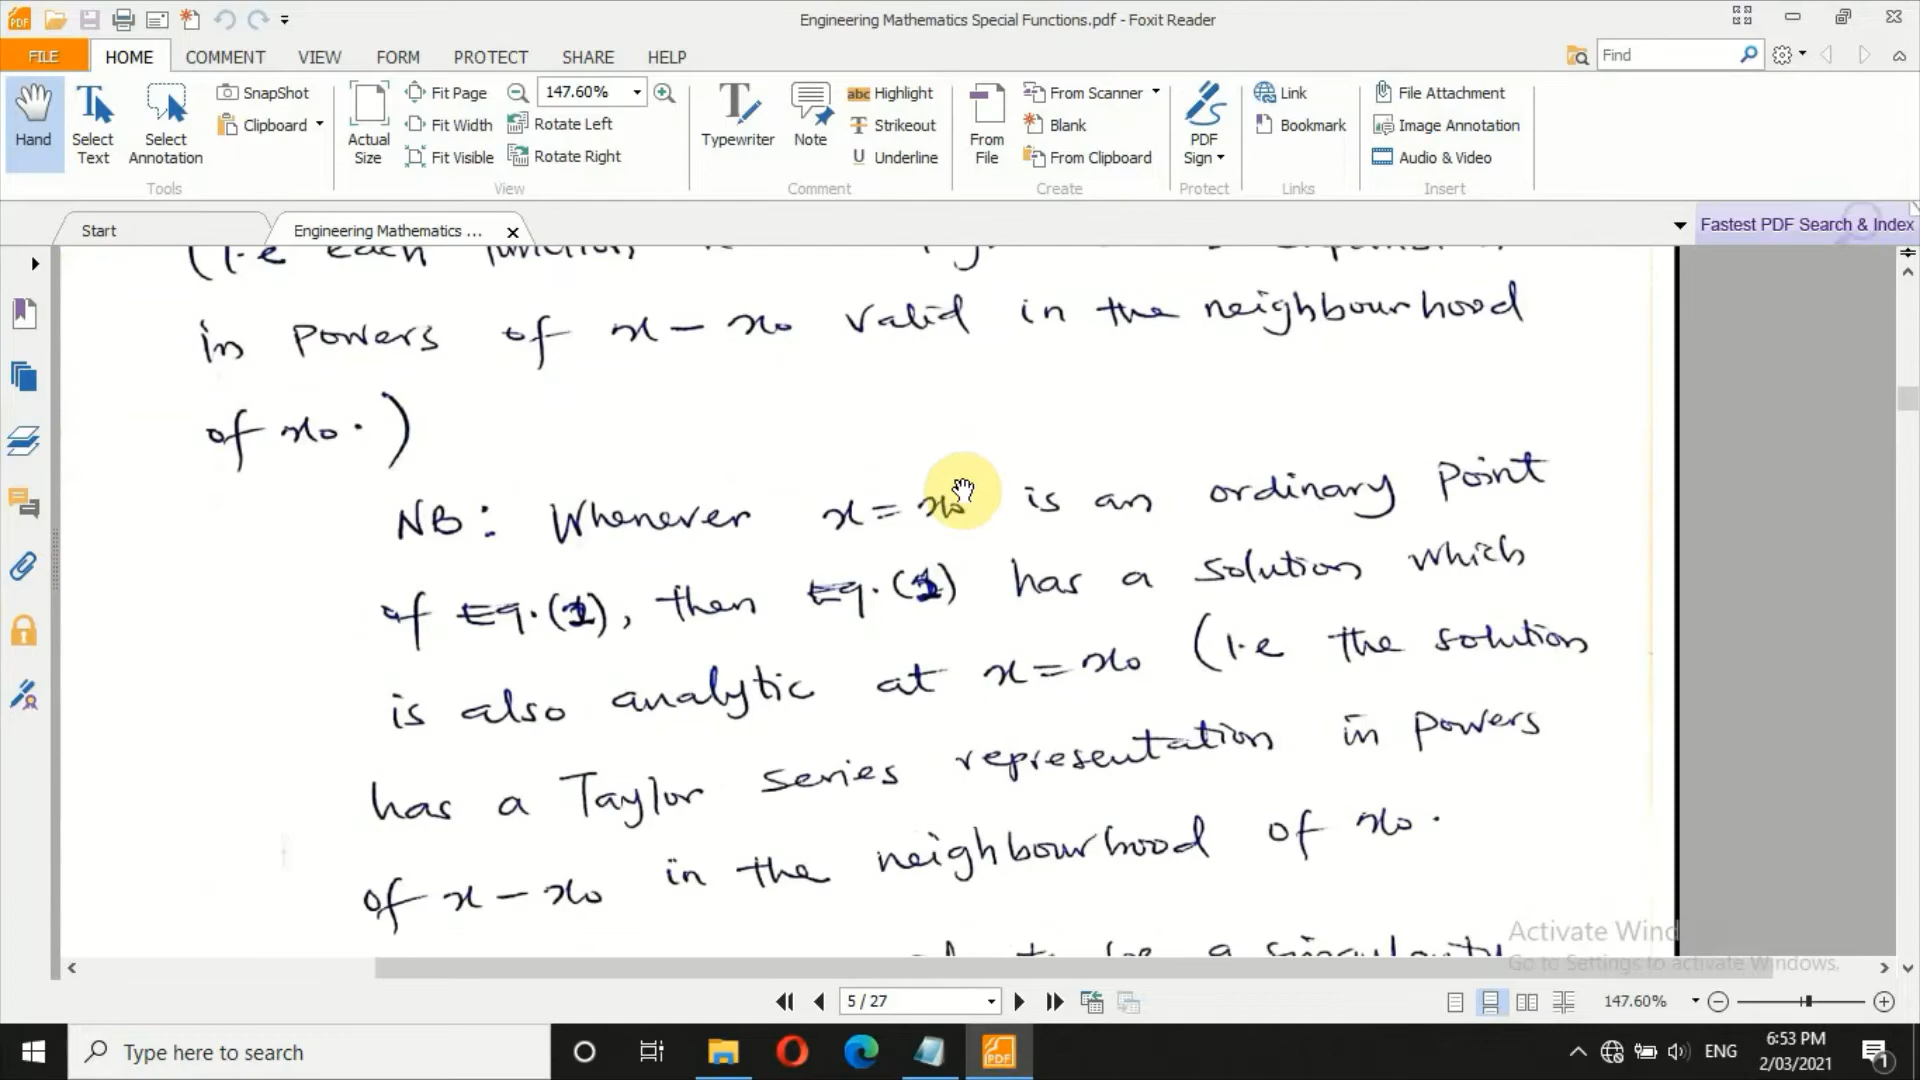 Engineering Mathematics Special Functions.pdf - Foxit Reader
FILE HOME COMMENT VIEW FORM PROTECT SHARE HELP
Find
Hand
Select Text
Select Annotation
SnapShot
Clipboard
Tools
Actual Size
Fit Page
Fit Width
Fit Visible
147.60%
Rotate Left
Rotate Right
View
Typewriter
Note
Highlight
Strikeout
Underline
Comment
From File
From Scanner
Blank
From Clipboard
Create
PDF Sign
Protect
Link
Bookmark
Links
File Attachment
Image Annotation
Audio & Video
Insert
Start
Engineering Mathematics ...
Fastest PDF Search & Index
(I.e each function
in powers of x - x0 valid in the neighbourhood
of x0.)
NB: Whenever x = x0 is an ordinary point
of Eq.(1), then Eq.(1) has a solution which
is also analytic at x = x0 (I.e the solution
has a Taylor series representation in powers
of x - x0 in the neighbourhood of x0.
a singularity
Activate Wind
Go to Settings to activate Windows.
5 / 27
147.60%
Type here to search
ENG
6:53 PM
2/03/2021
1